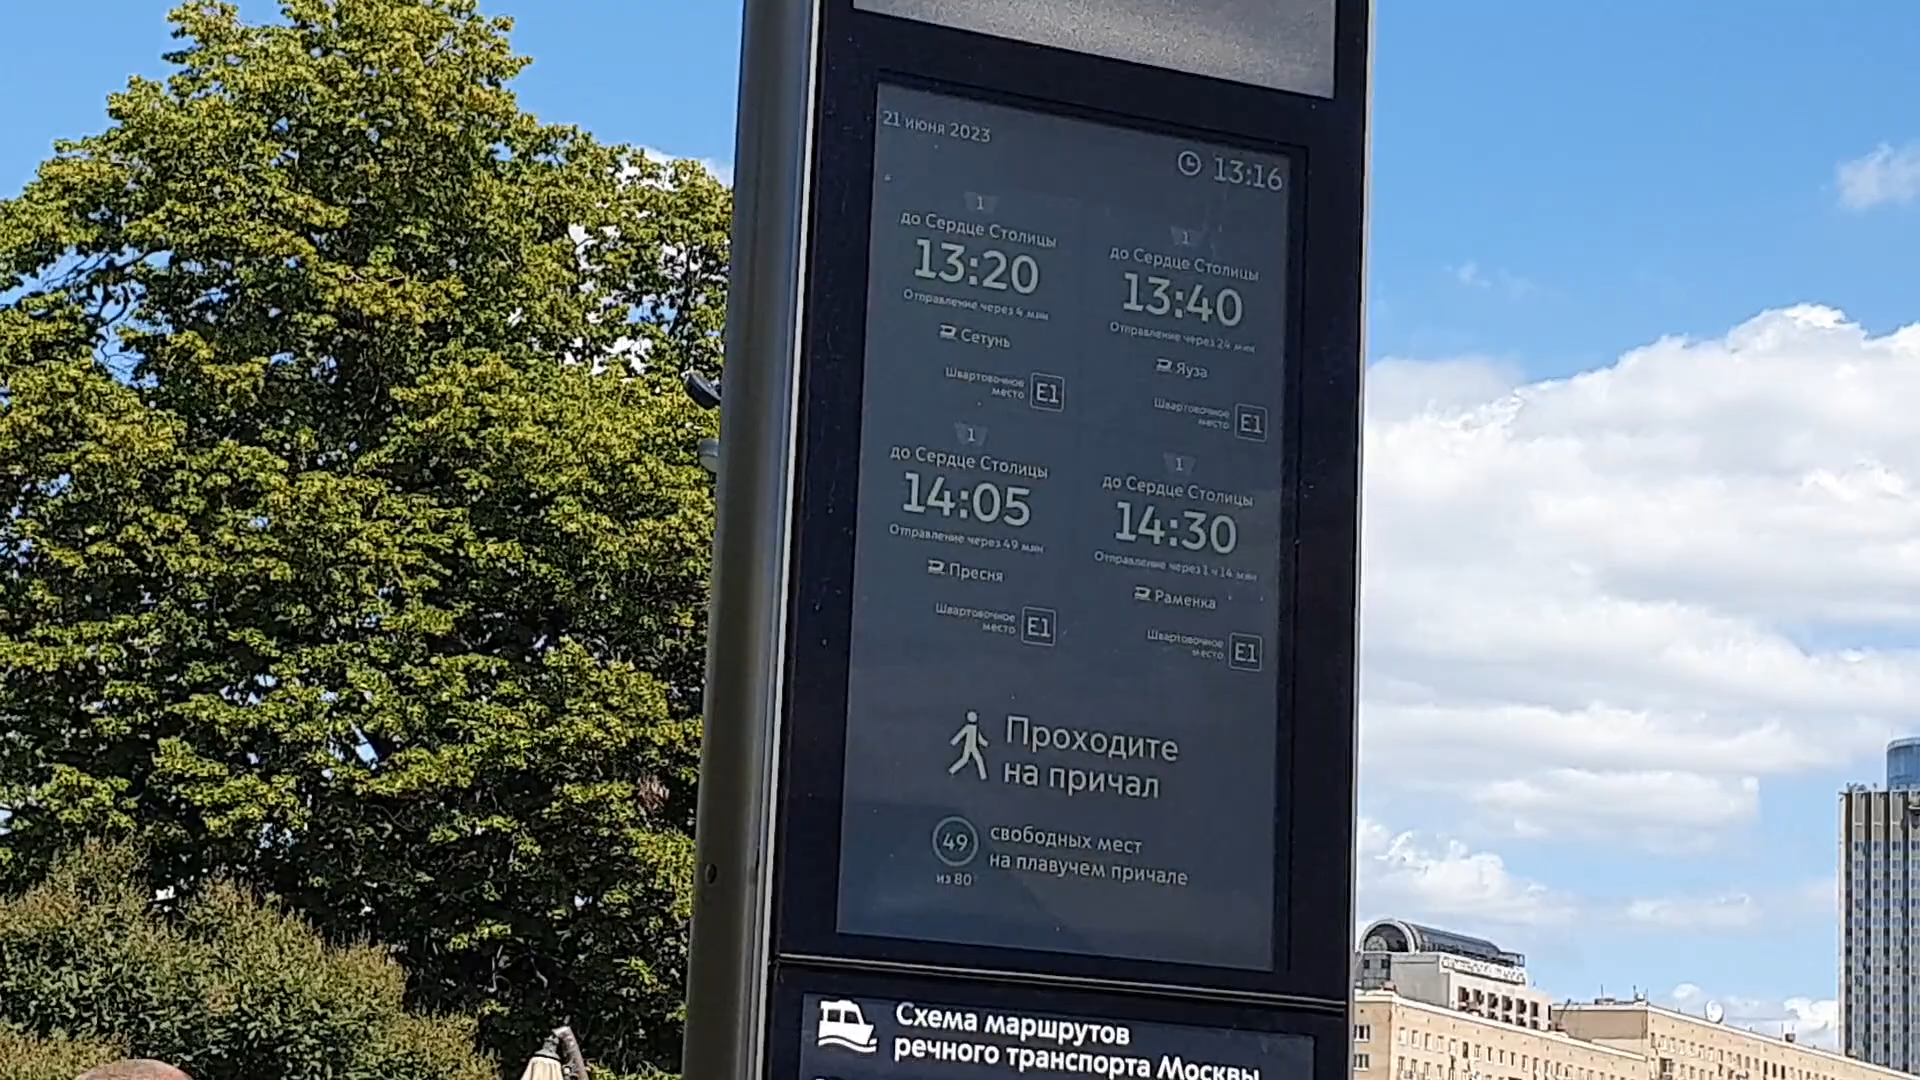 21 июня 2023
13:16
1
до Сердце Столицы
13:20
Отправление через 4 мин
Сетунь
Швартовочное
место
E1
1
до Сердце Столицы
13:40
Отправление через 24 мин
Яуза
Швартовочное
место
E1
1
до Сердце Столицы
14:05
Отправление через 49 мин
Пресня
Швартовочное
место
E1
1
до Сердце Столицы
14:30
Отправление через 1 ч 14 мин
Раменка
Швартовочное
место
E1
Проходите
на причал
49
из 80
свободных мест
на плавучем причале
Схема маршрутов
речного транспорта Москвы